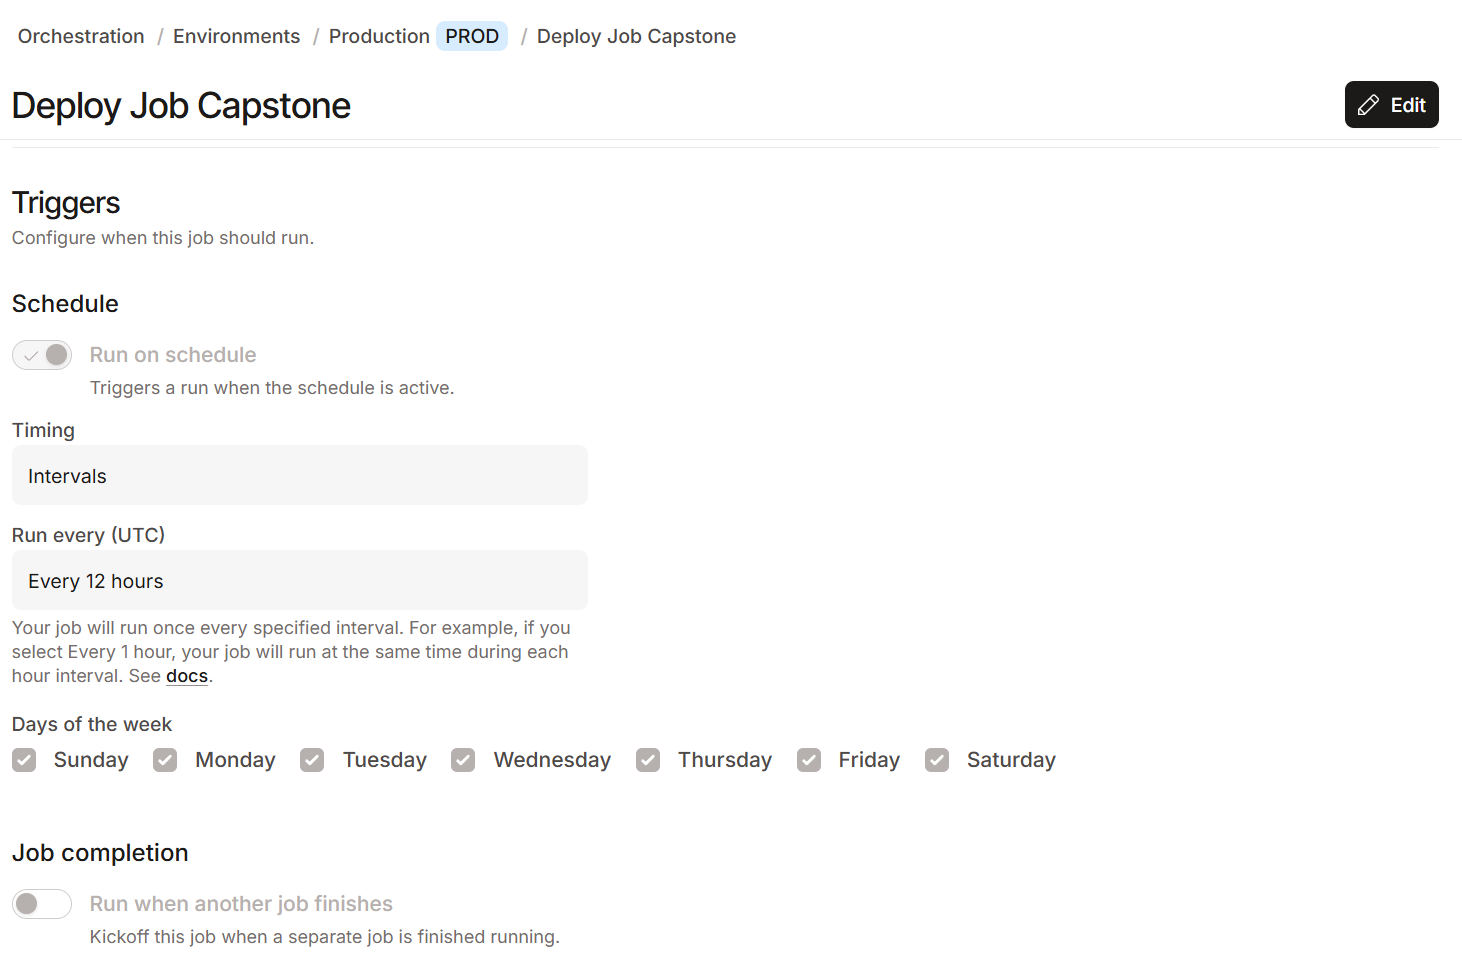 Orchestration / Environments / Production PROD / Deploy Job Capstone
Deploy Job Capstone
Edit
Triggers
Configure when this job should run.
Schedule
Run on schedule
Triggers a run when the schedule is active.
Timing
Intervals
Run every (UTC)
Every 12 hours
Your job will run once every specified interval. For example, if you
select Every 1 hour, your job will run at the same time during each
hour interval. See docs.
Days of the week
Sunday Monday Tuesday Wednesday Thursday Friday Saturday
Job completion
Run when another job finishes
Kickoff this job when a separate job is finished running.